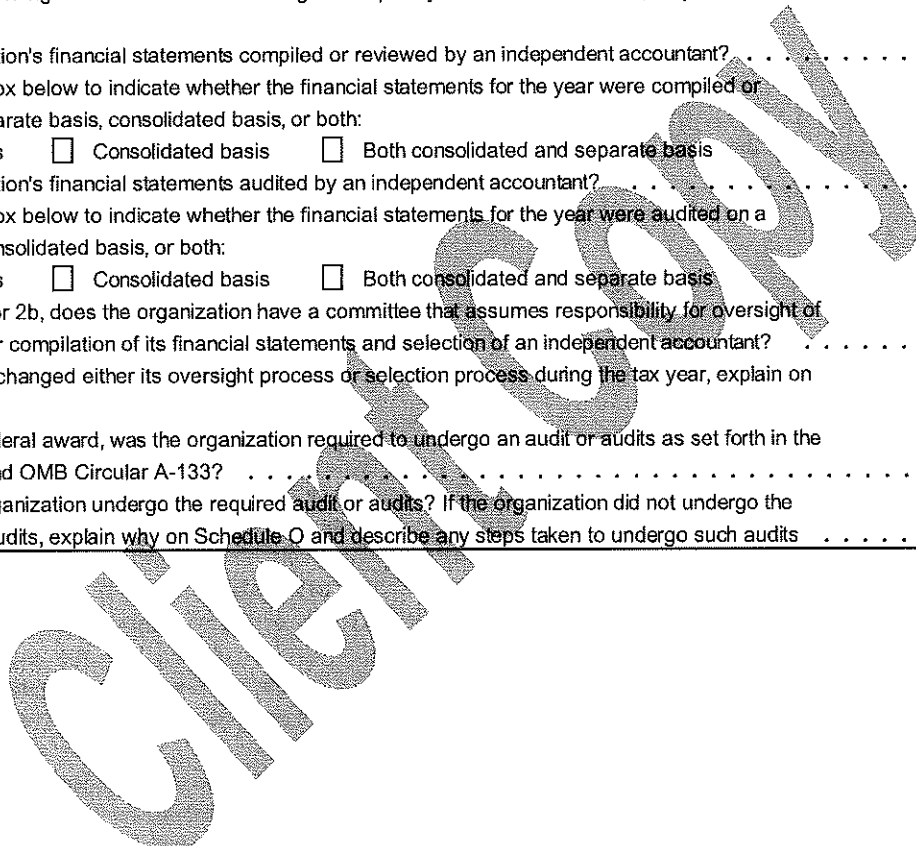 tion's financial statements compiled or reviewed by an independent accountant? . . . . . . . . .
ox below to indicate whether the financial statements for the year were compiled or
arate basis, consolidated basis, or both:
s ☐ Consolidated basis ☐ Both consolidated and separate basis
tion's financial statements audited by an independent accountant? . . . . . . . . . . . . . . . .
ox below to indicate whether the financial statements for the year were audited on a
nsolidated basis, or both:
s ☐ Consolidated basis ☐ Both consolidated and separate basis
r 2b, does the organization have a committee that assumes responsibility for oversight of
r compilation of its financial statements and selection of an independent accountant? . . . . . .
changed either its oversight process or selection process during the tax year, explain on
leral award, was the organization required to undergo an audit or audits as set forth in the
nd OMB Circular A-133? . . . . . . . . . . . . . . . . . . . . . . . . . . . . . . . . . . . .
ganization undergo the required audit or audits? If the organization did not undergo the
udits, explain why on Schedule O and describe any steps taken to undergo such audits . . . . .
Client Copy